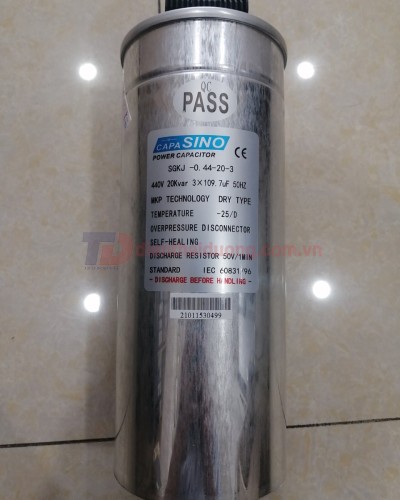 QC
PASS
CAPA SINO
POWER CAPACITOR CE
SGKJ -0.44-20-3
440V 20Kvar 3×109.7uF 50HZ
MKP TECHNOLOGY DRY TYPE
TEMPERATURE -25/D
OVERPRESSURE DISCONNECTOR
SELF-HEALING
DISCHARGE RESISTOR 50V/1MIN
STANDARD IEC 60831/96
- DISCHARGE BEFORE HANDLING -
21011530499